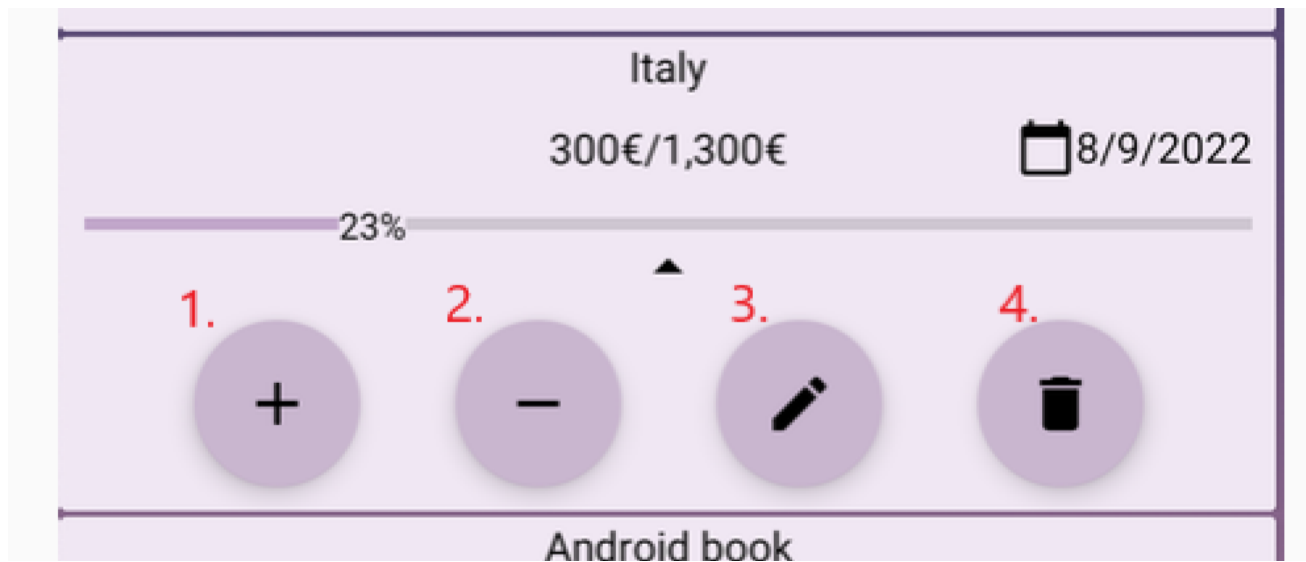 Italy
300€/1,300€ 8/9/2022
23%
1. 2. 3. 4.
Android book